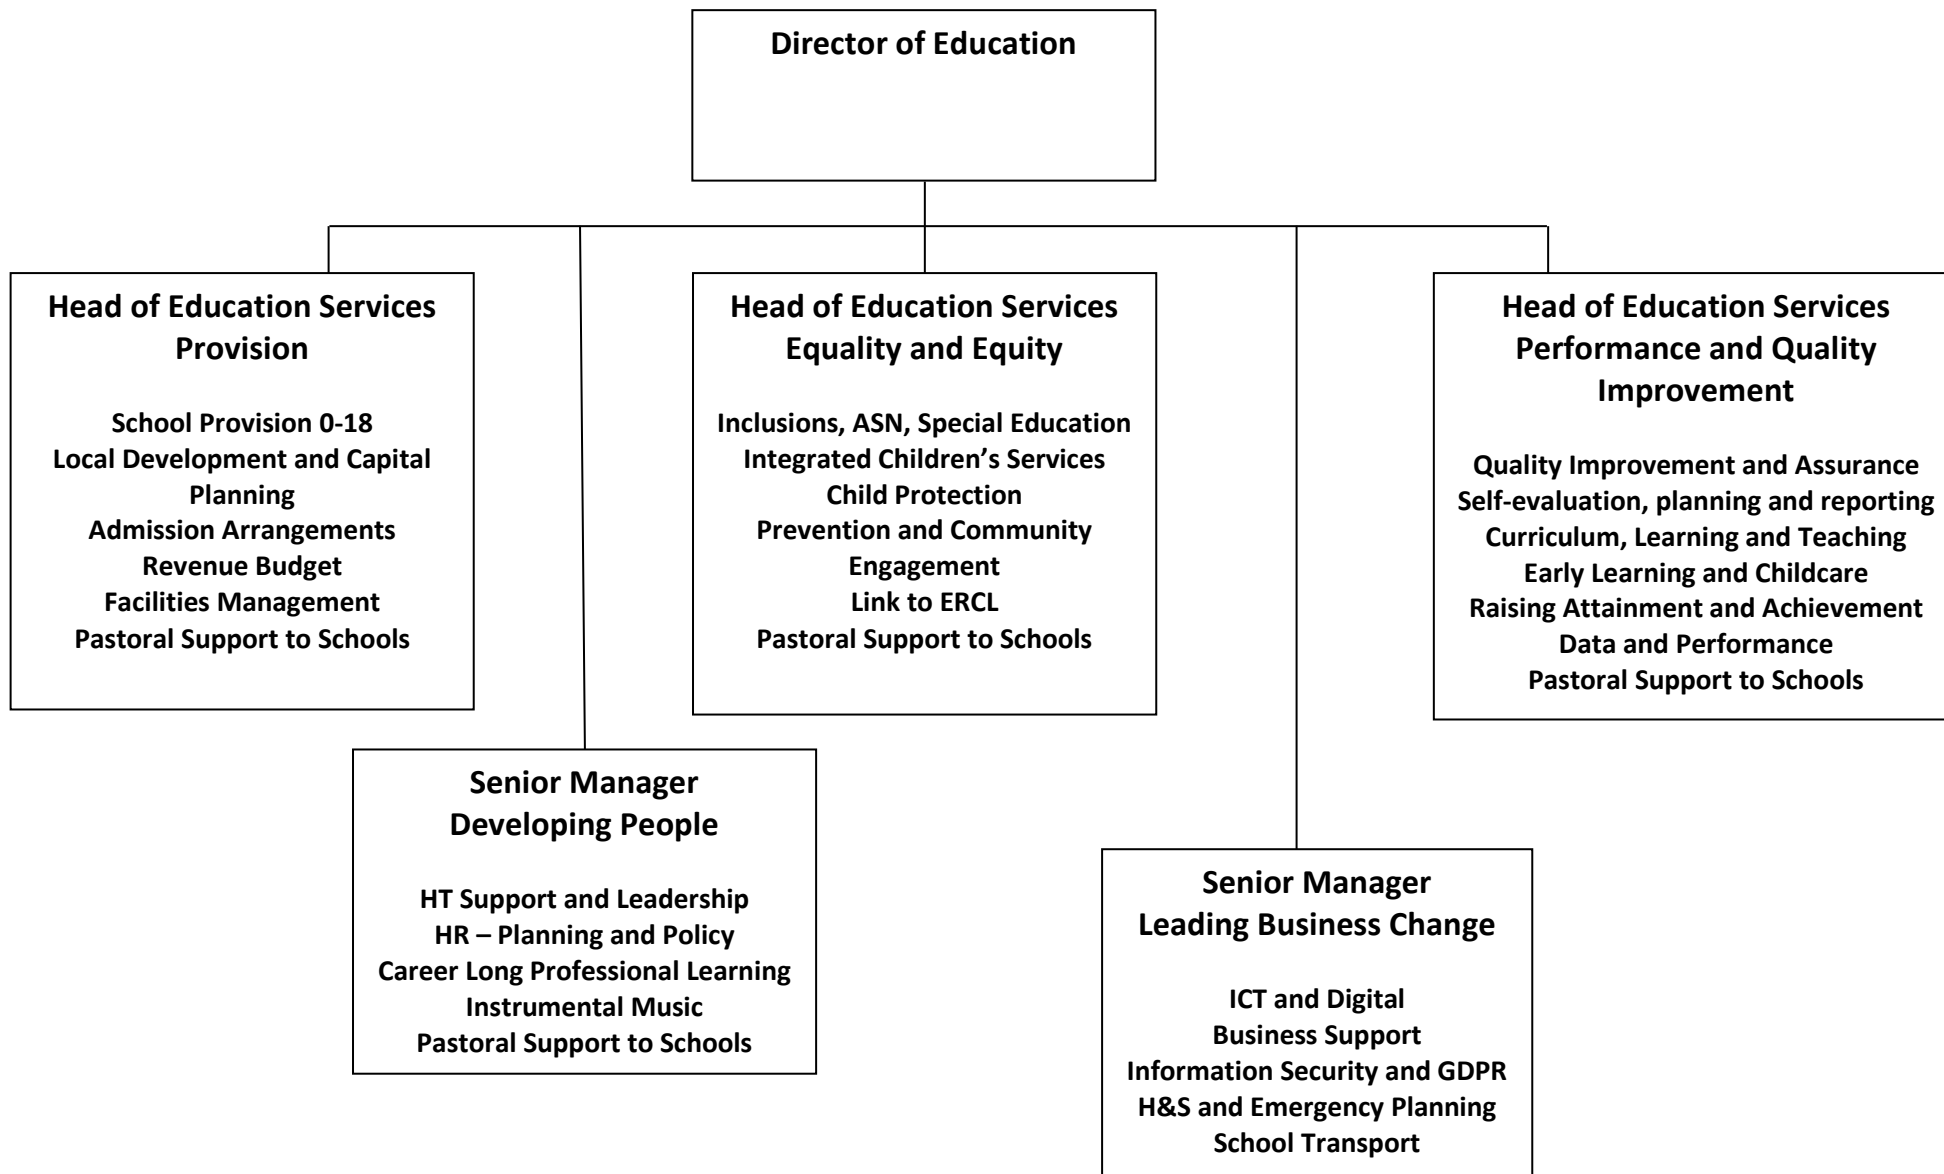 Director of Education
Head of Education Services
Provision
School Provision 0-18
Local Development and Capital
Planning
Admission Arrangements
Revenue Budget
Facilities Management
Pastoral Support to Schools
Head of Education Services
Equality and Equity
Inclusions, ASN, Special Education
Integrated Children’s Services
Child Protection
Prevention and Community
Engagement
Link to ERCL
Pastoral Support to Schools
Head of Education Services
Performance and Quality
Improvement
Quality Improvement and Assurance
Self-evaluation, planning and reporting
Curriculum, Learning and Teaching
Early Learning and Childcare
Raising Attainment and Achievement
Data and Performance
Pastoral Support to Schools
Senior Manager
Developing People
HT Support and Leadership
HR – Planning and Policy
Career Long Professional Learning
Instrumental Music
Pastoral Support to Schools
Senior Manager
Leading Business Change
ICT and Digital
Business Support
Information Security and GDPR
H&S and Emergency Planning
School Transport